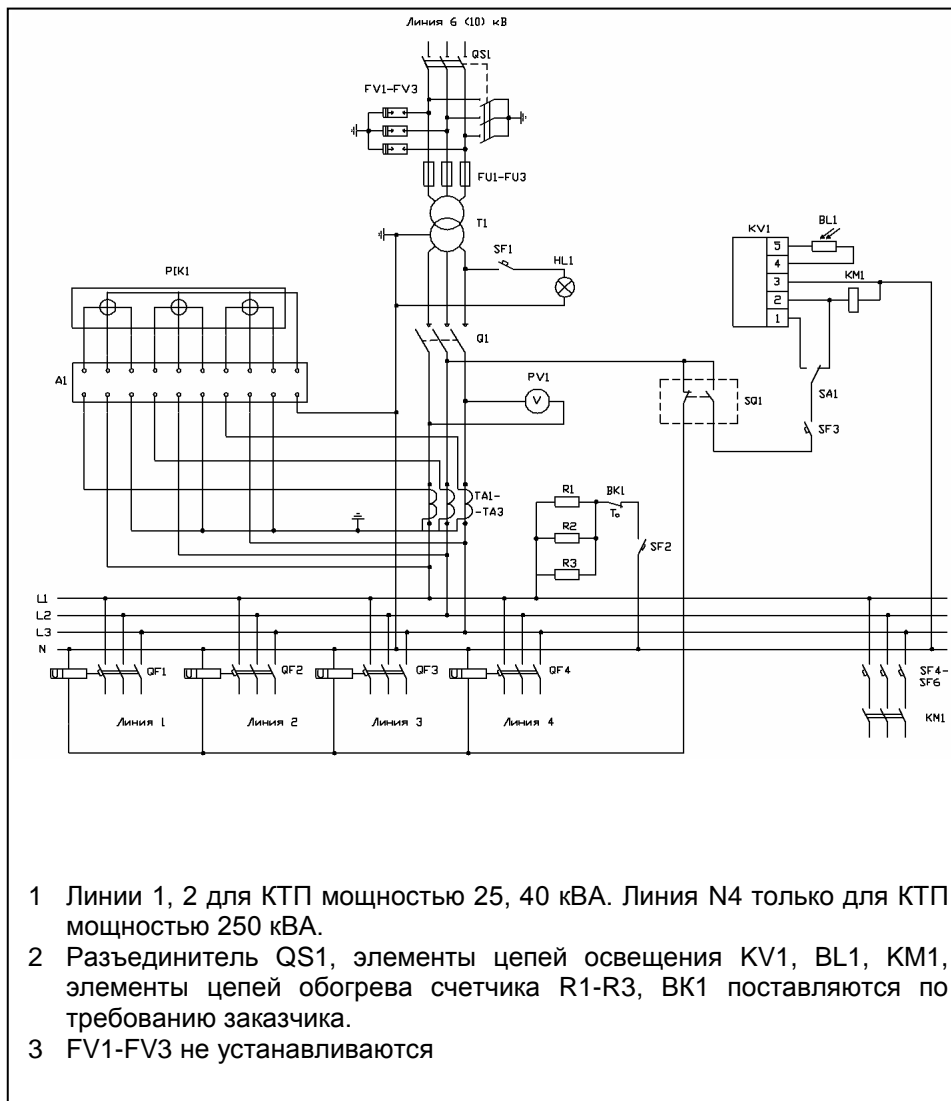 Линия 6 (10) кВ
QS1
FV1-FV3
FU1-FU3
T1
SF1
HL1
KV1
BL1
5
4
3
2
1
KM1
PIK1
A1
Q1
PV1
V
SQ1
SA1
SF3
TA1-
-TA3
R1
BK1
T₀
R2
R3
SF2
L1
L2
L3
N
QF1
QF2
QF3
QF4
SF4-
SF6
KM1
Линия 1
Линия 2
Линия 3
Линия 4
1 Линии 1, 2 для КТП мощностью 25, 40 кВА. Линия N4 только для КТП
мощностью 250 кВА.
2 Разъединитель QS1, элементы цепей освещения KV1, BL1, KM1,
элементы цепей обогрева счетчика R1-R3, ВК1 поставляются по
требованию заказчика.
3 FV1-FV3 не устанавливаются